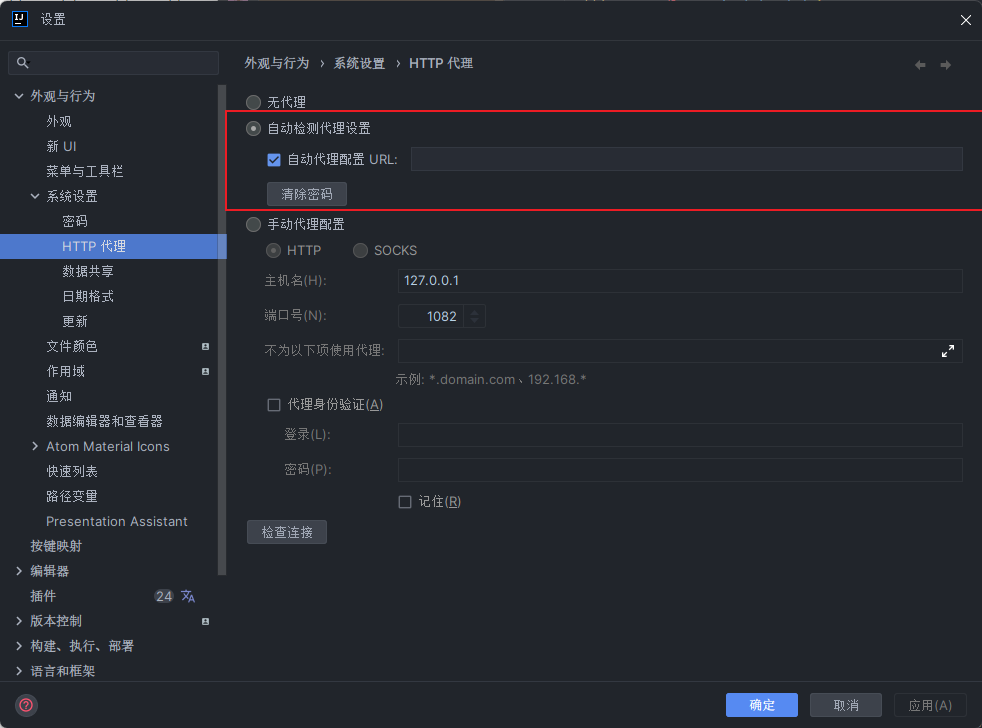 设置
外观与行为 › 系统设置 › HTTP 代理
外观与行为
外观
新 UI
菜单与工具栏
系统设置
密码
HTTP 代理
数据共享
日期格式
更新
文件颜色
作用域
通知
数据编辑器和查看器
Atom Material Icons
快速列表
路径变量
Presentation Assistant
按键映射
编辑器
插件 24
版本控制
构建、执行、部署
语言和框架
无代理
自动检测代理设置
自动代理配置 URL:
清除密码
手动代理配置
HTTP SOCKS
主机名(H): 127.0.0.1
端口号(N): 1082
不为以下项使用代理:
示例: *.domain.com、192.168.*
代理身份验证(A)
登录(L):
密码(P):
记住(R)
检查连接
确定 取消 应用(A)